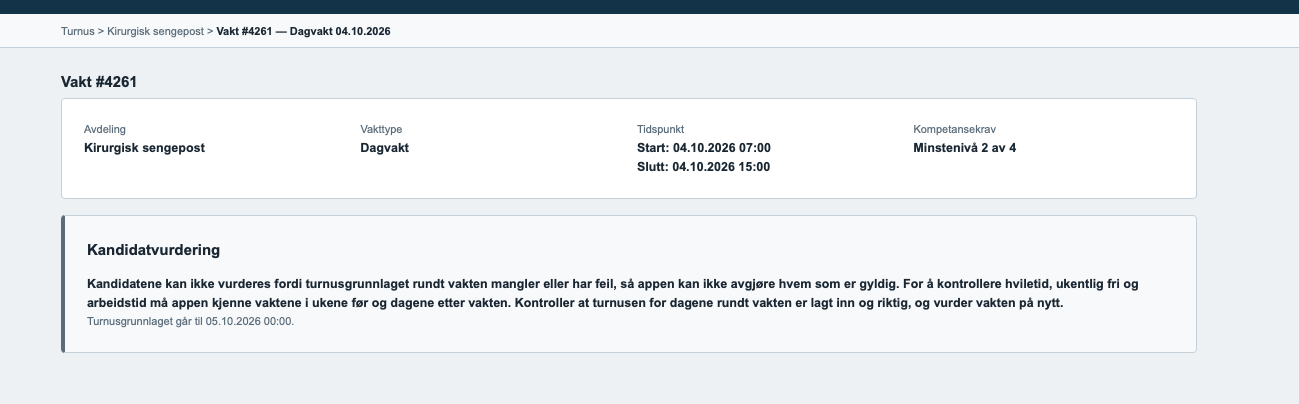 Turnus > Kirurgisk sengepost > Vakt #4261 — Dagvakt 04.10.2026
Vakt #4261
Avdeling
Kirurgisk sengepost
Vakttype
Dagvakt
Tidspunkt
Start: 04.10.2026 07:00
Slutt: 04.10.2026 15:00
Kompetansekrav
Minstenivå 2 av 4
Kandidatvurdering
Kandidatene kan ikke vurderes fordi turnusgrunnlaget rundt vakten mangler eller har feil, så appen kan ikke avgjøre hvem som er gyldig. For å kontrollere hviletid, ukentlig fri og
arbeidstid må appen kjenne vaktene i ukene før og dagene etter vakten. Kontroller at turnusen for dagene rundt vakten er lagt inn og riktig, og vurder vakten på nytt.
Turnusgrunnlaget går til 05.10.2026 00:00.